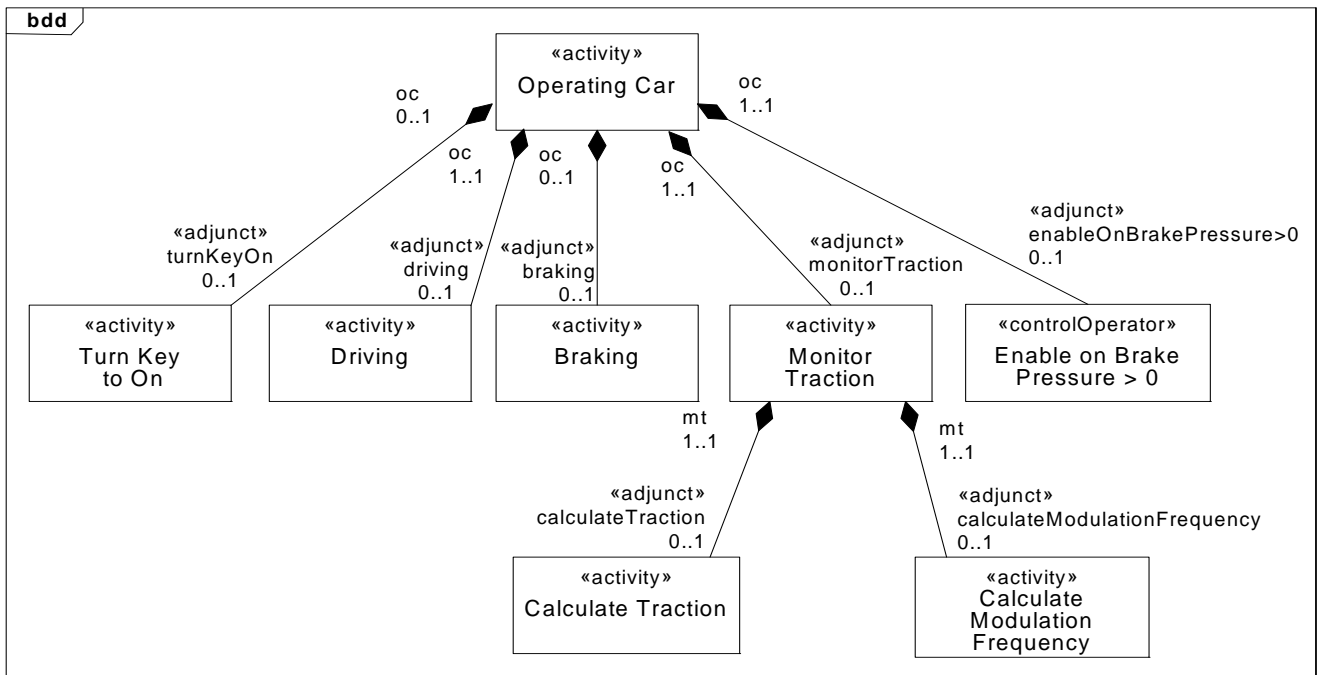 bdd
«activity»
Operating Car
oc
0..1
oc
1..1
oc
0..1
oc
1..1
oc
1..1
«adjunct»
turnKeyOn
0..1
«adjunct»
driving
0..1
«adjunct»
braking
0..1
«adjunct»
monitorTraction
0..1
«adjunct»
enableOnBrakePressure>0
0..1
«activity»
Turn Key
to On
«activity»
Driving
«activity»
Braking
«activity»
Monitor
Traction
«controlOperator»
Enable on Brake
Pressure > 0
mt
1..1
mt
1..1
«adjunct»
calculateTraction
0..1
«adjunct»
calculateModulationFrequency
0..1
«activity»
Calculate Traction
«activity»
Calculate
Modulation
Frequency